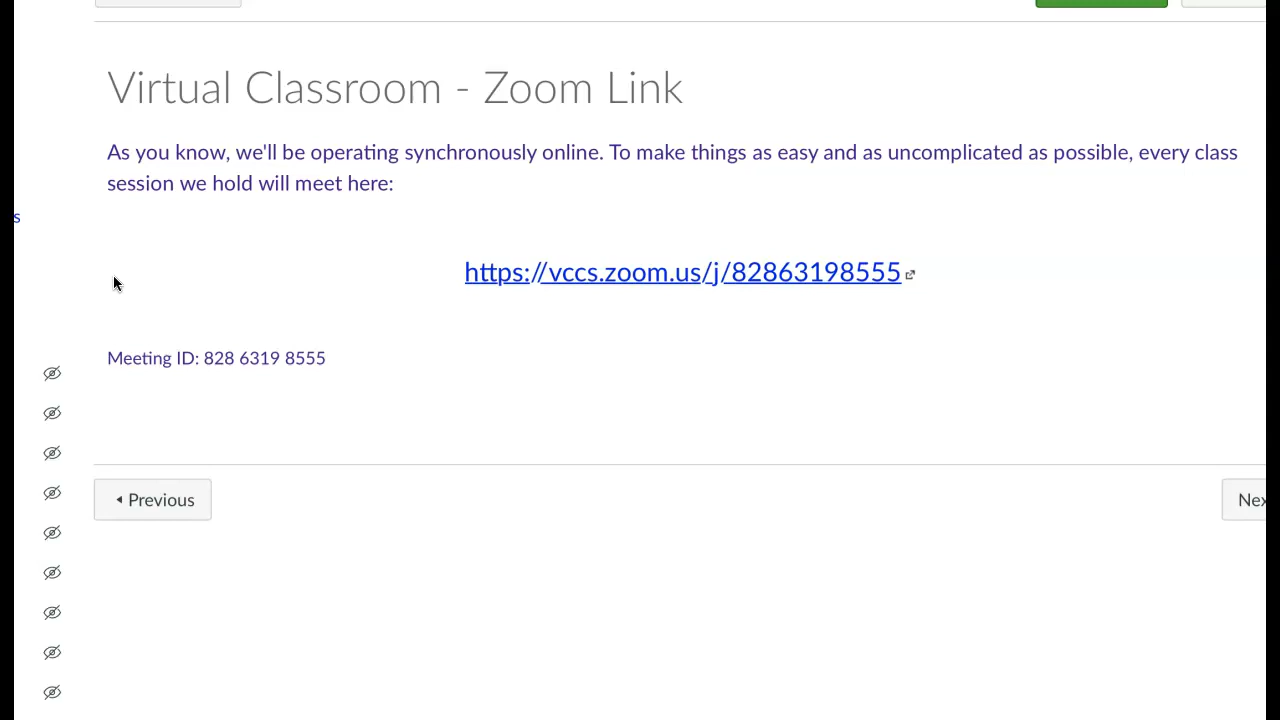 Virtual Classroom - Zoom Link
As you know, we'll be operating synchronously online. To make things as easy and as uncomplicated as possible, every class
session we hold will meet here:
s
https://vccs.zoom.us/j/82863198555
Meeting ID: 828 6319 8555
Previous
Nex